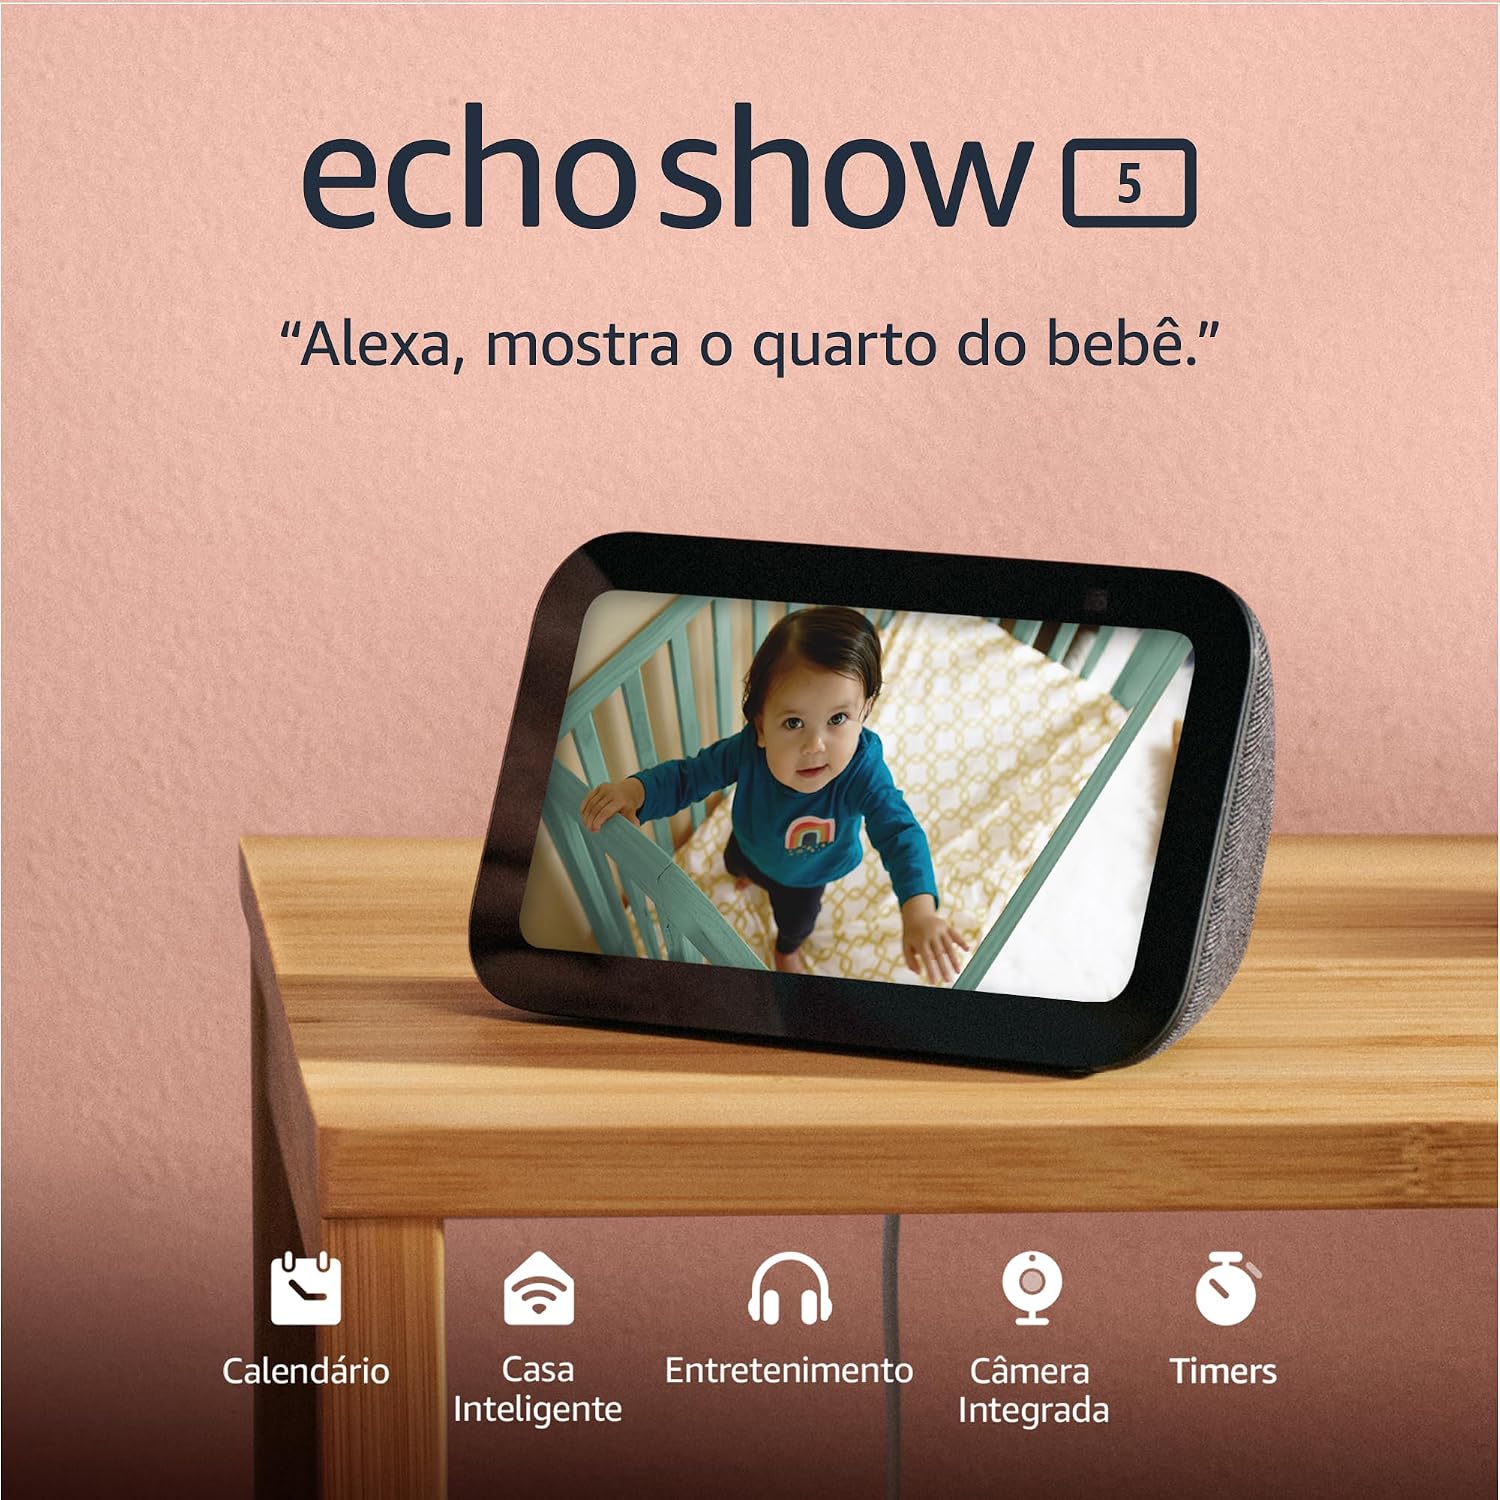 echo show 5
“Alexa, mostra o quarto do bebê.”
Calendário
Casa
Inteligente
Entretenimento
Câmera
Integrada
Timers